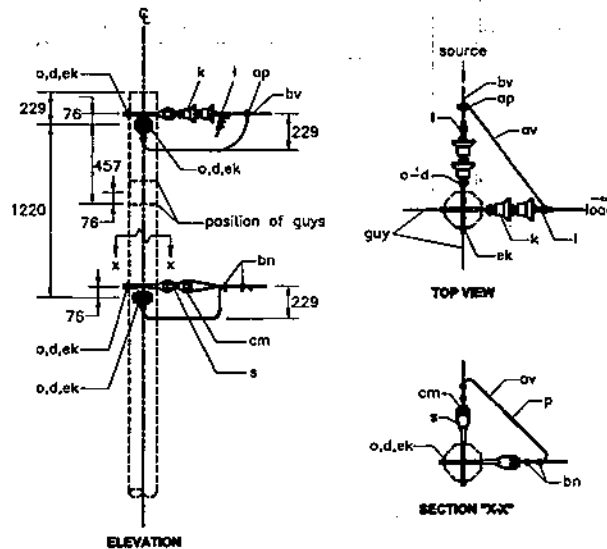 ℄
o,d,ek
k
i
ap
bv
229
76
229
o,d,ek
457
1220
76
position of guys
x
x
bn
76
229
o,d,ek
cm
s
o,d,ek
ELEVATION
source
bv
ap
i
av
o-d
load
guy
k
l
ek
TOP VIEW
av
cm
p
s
o,d,ek
bn
SECTION "X-X"